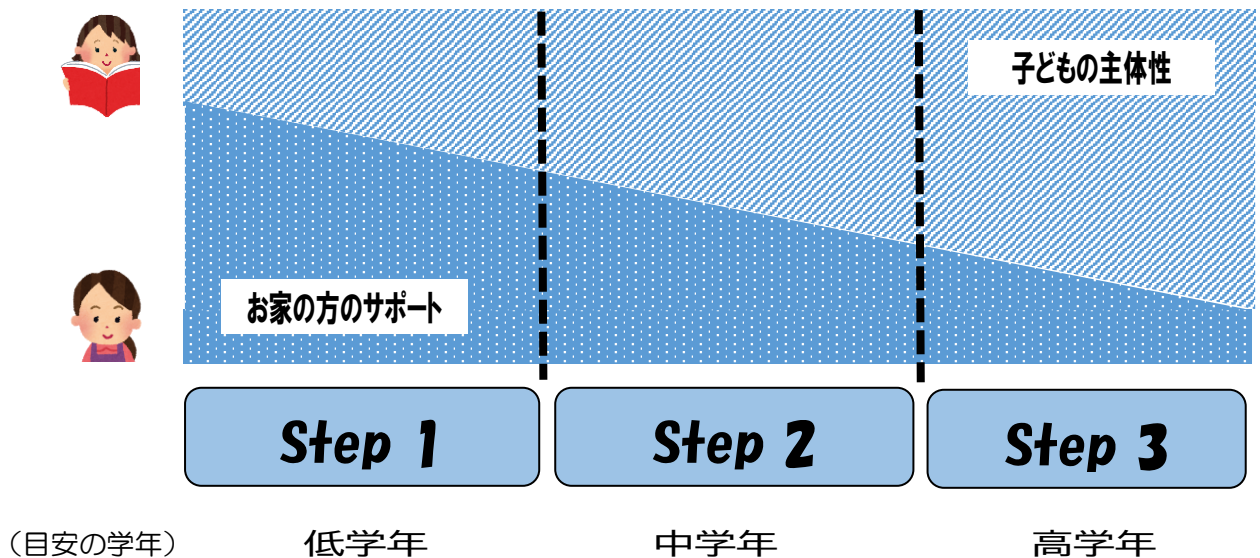 子どもの主体性
お家の方のサポート
Step 1
Step 2
Step 3
（目安の学年）
低学年
中学年
高学年